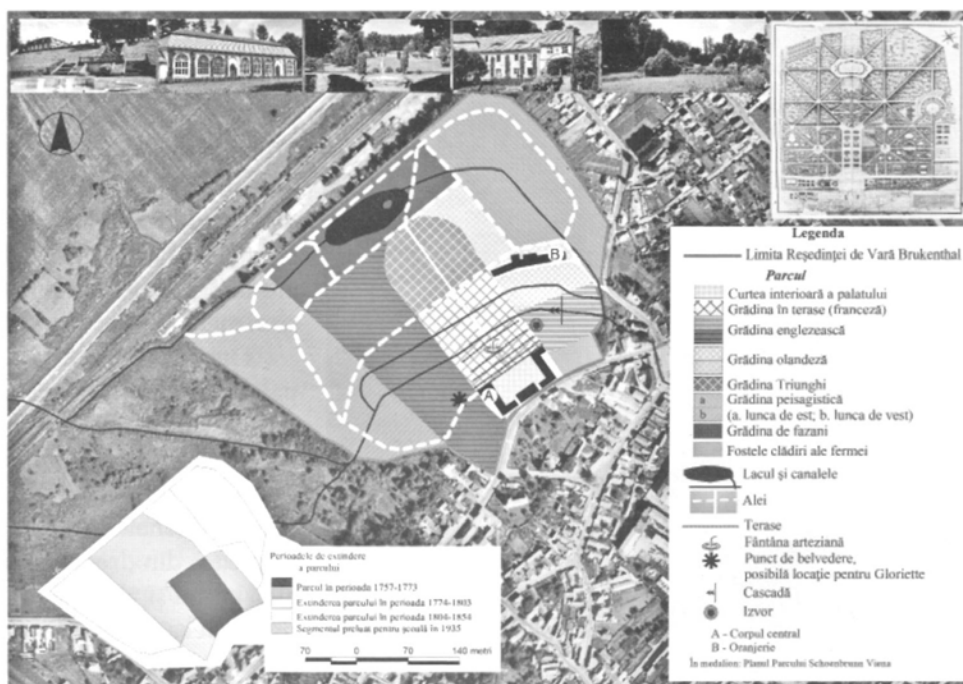 Legenda
Limita Reşedinţei de Vară Brukenthal
Parcul
Curtea interioară a palatului
Grădina în terase (franceză)
Grădina englezească
Grădina olandeză
Grădina Triunghi
a Grădina peisagistică
b (a. lunca de est; b. lunca de vest)
Grădina de fazani
Fostele clădiri ale fermei
Lacul şi canalele
Alei
Terase
Fântâna arteziană
Punct de belvedere,
posibilă locaţie pentru Gloriette
Cascadă
Izvor
A - Corpul central
B - Oranjerie
În medalion: Planul Parcului Schoenbrunn Viena
B
A
Perioadele de extindere
a parcului
Parcul în perioada 1757-1773
Extinderea parcului în perioada 1774-1803
Extinderea parcului în perioada 1804-1854
Segmentul preluat pentru şcoală în 1935
70 0 70 140 metri